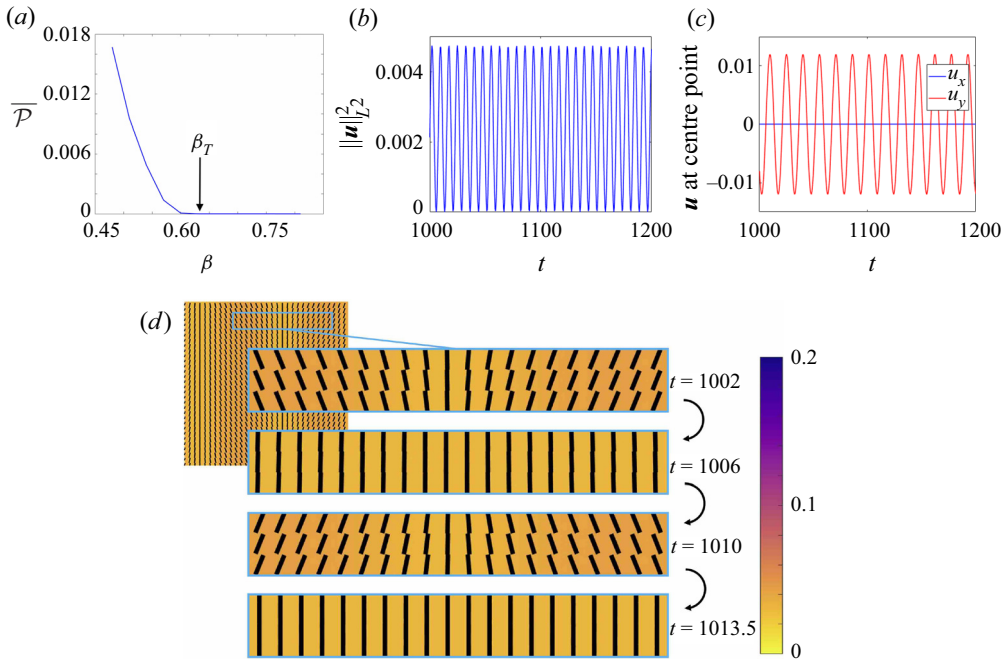 (a)
0.018
0.012
0.006
0
𝒫̅
β_T
0.45 0.60 0.75
β
(b)
0.004
0.002
0
||u||²_{L²}
1000 1100 1200
t
(c)
0.01
0
–0.01
u at centre point
u_x
u_y
1000 1100 1200
t
(d)
t = 1002
t = 1006
t = 1010
t = 1013.5
0.2
0.1
0